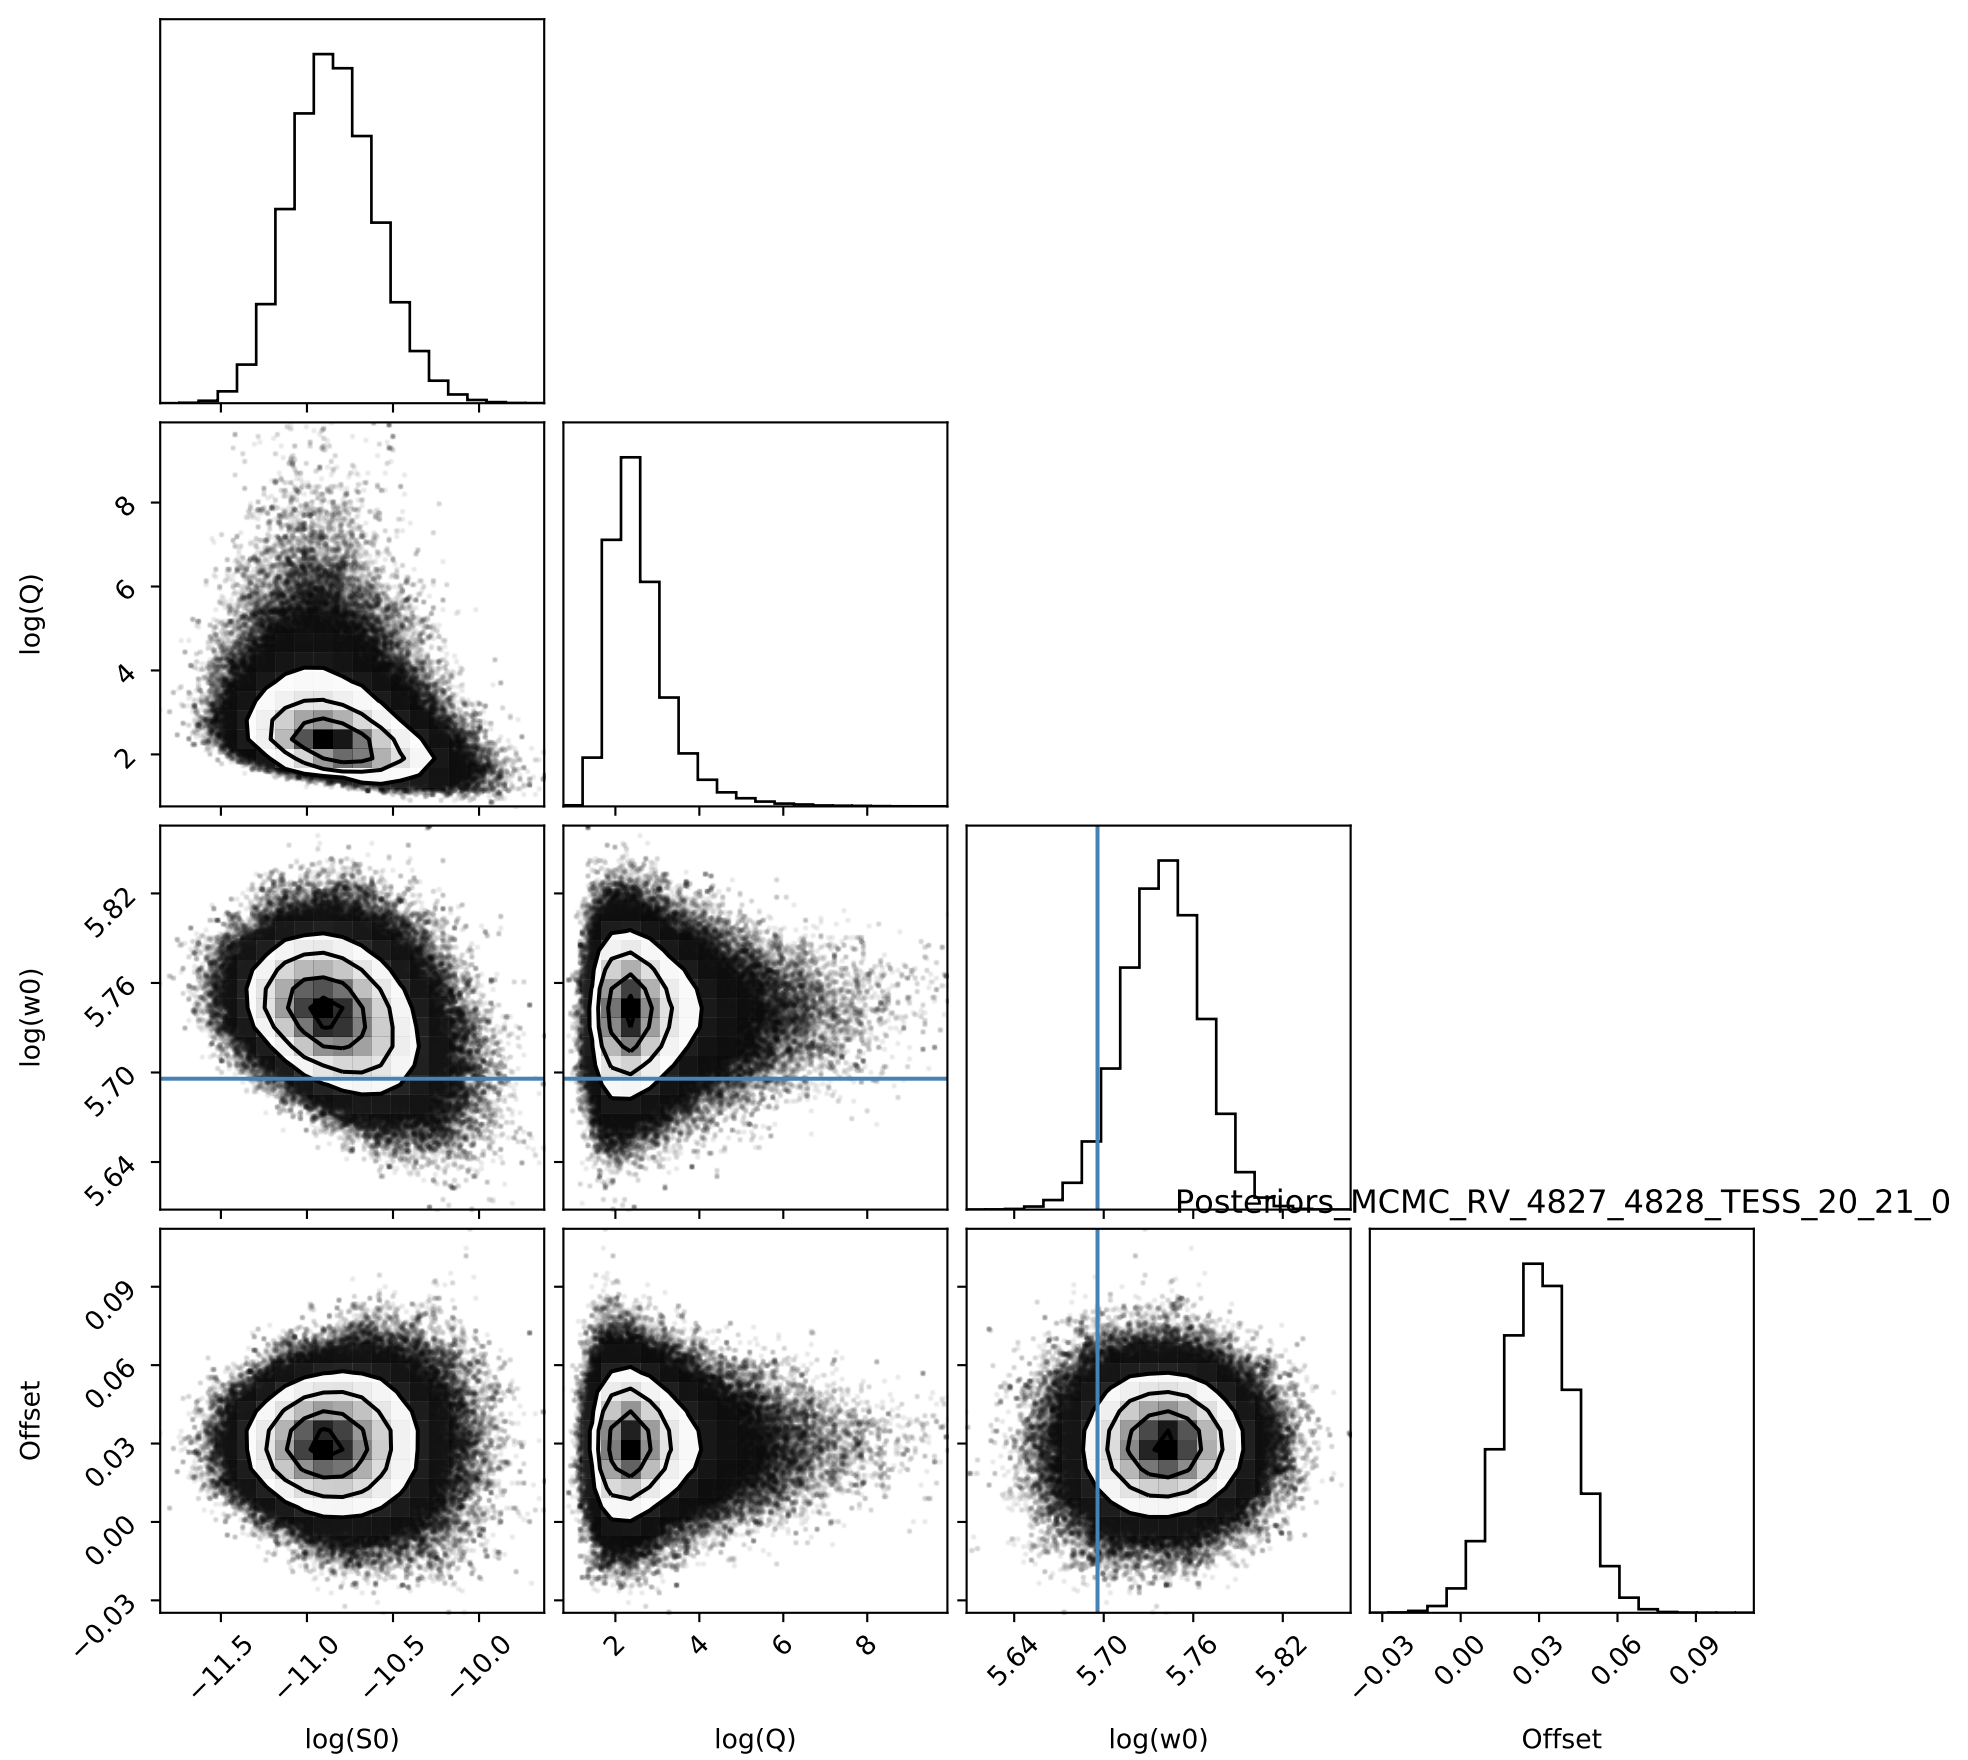 log(Q)
8
6
4
2
log(w0)
5.82
5.76
5.70
5.64
Posteriors_MCMC_RV_4827_4828_TESS_20_21_0
Offset
0.09
0.06
0.03
0.00
−0.03
−11.5 −11.0 −10.5 −10.0
2 4 6 8
5.64 5.70 5.76 5.82
−0.03 0.00 0.03 0.06 0.09
log(S0) log(Q) log(w0) Offset